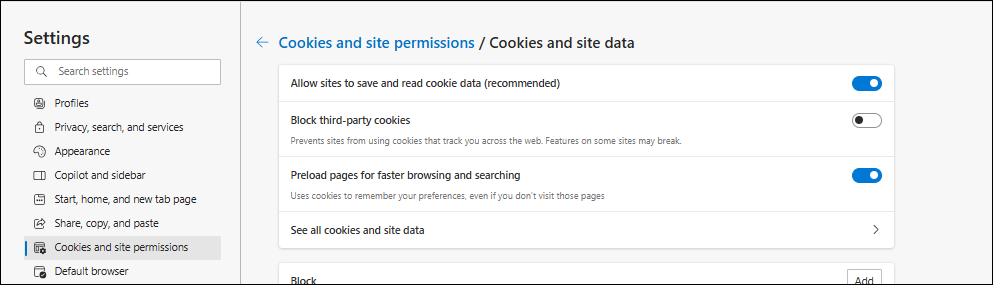 Settings
Search settings
Profiles
Privacy, search, and services
Appearance
Copilot and sidebar
Start, home, and new tab page
Share, copy, and paste
Cookies and site permissions
Default browser
Cookies and site permissions / Cookies and site data
Allow sites to save and read cookie data (recommended)
Block third-party cookies
Prevents sites from using cookies that track you across the web. Features on some sites may break.
Preload pages for faster browsing and searching
Uses cookies to remember your preferences, even if you don't visit those pages
See all cookies and site data
Block
Add